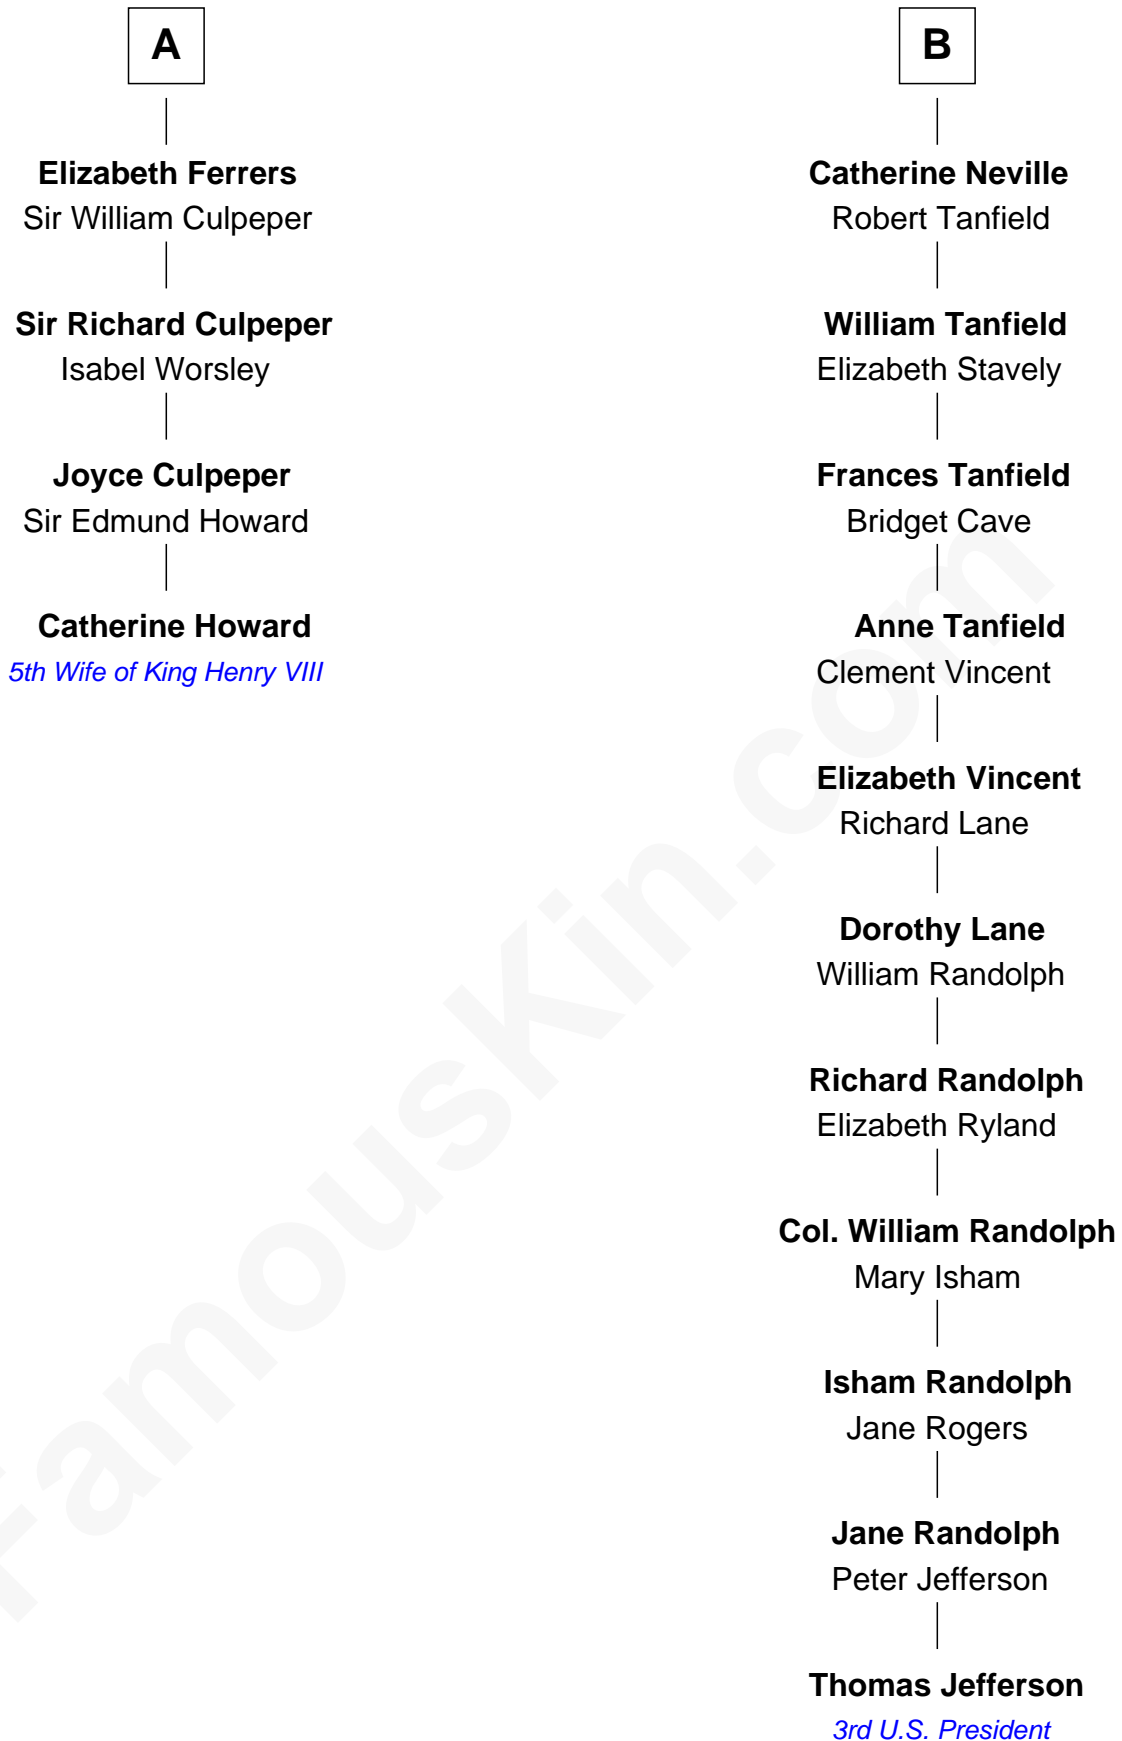 A
Elizabeth Ferrers
Sir William Culpeper
Sir Richard Culpeper
Isabel Worsley
Joyce Culpeper
Sir Edmund Howard
Catherine Howard
5th Wife of King Henry VIII
B
Catherine Neville
Robert Tanfield
William Tanfield
Elizabeth Stavely
Frances Tanfield
Bridget Cave
Anne Tanfield
Clement Vincent
Elizabeth Vincent
Richard Lane
Dorothy Lane
William Randolph
Richard Randolph
Elizabeth Ryland
Col. William Randolph
Mary Isham
Isham Randolph
Jane Rogers
Jane Randolph
Peter Jefferson
Thomas Jefferson
3rd U.S. President
FamousKin.com